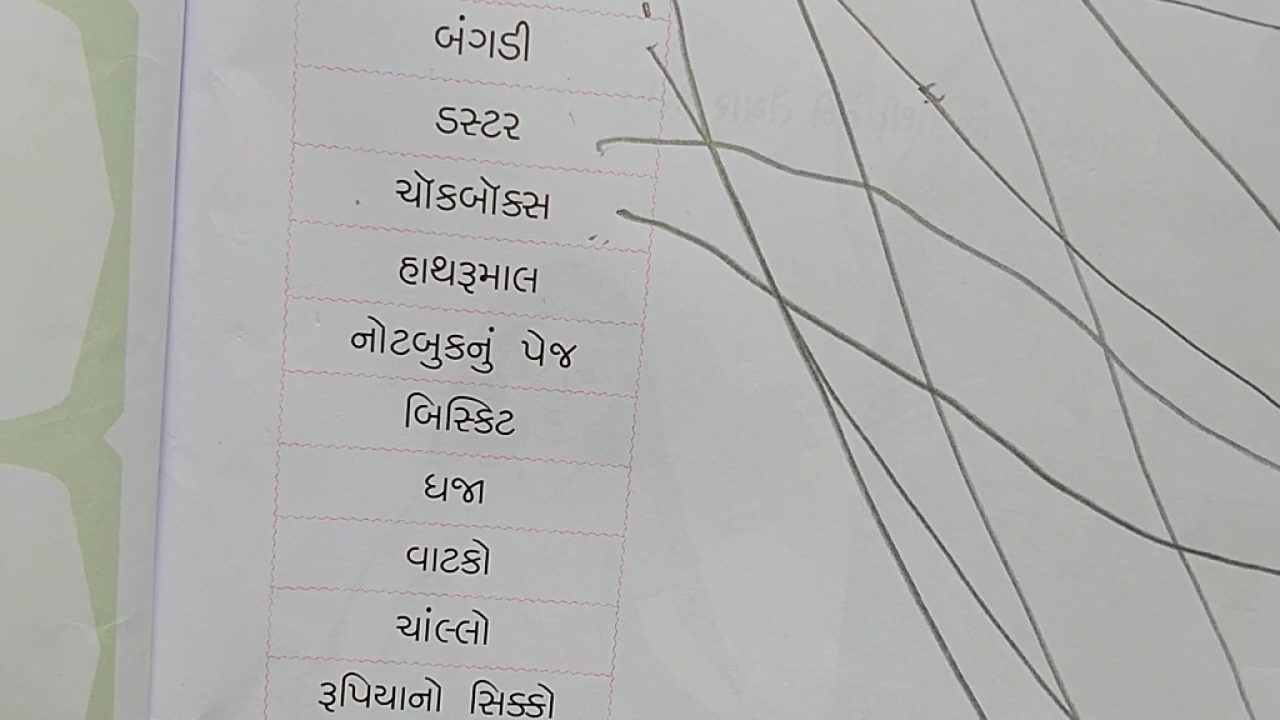 બંગડી
ડસ્ટર
ચૉકબૉક્સ
હાથરૂમાલ
નોટબુકનું પેજ
બિસ્કિટ
ધજા
વાટકો
ચાંલ્લો
રૂપિયાનો સિક્કો